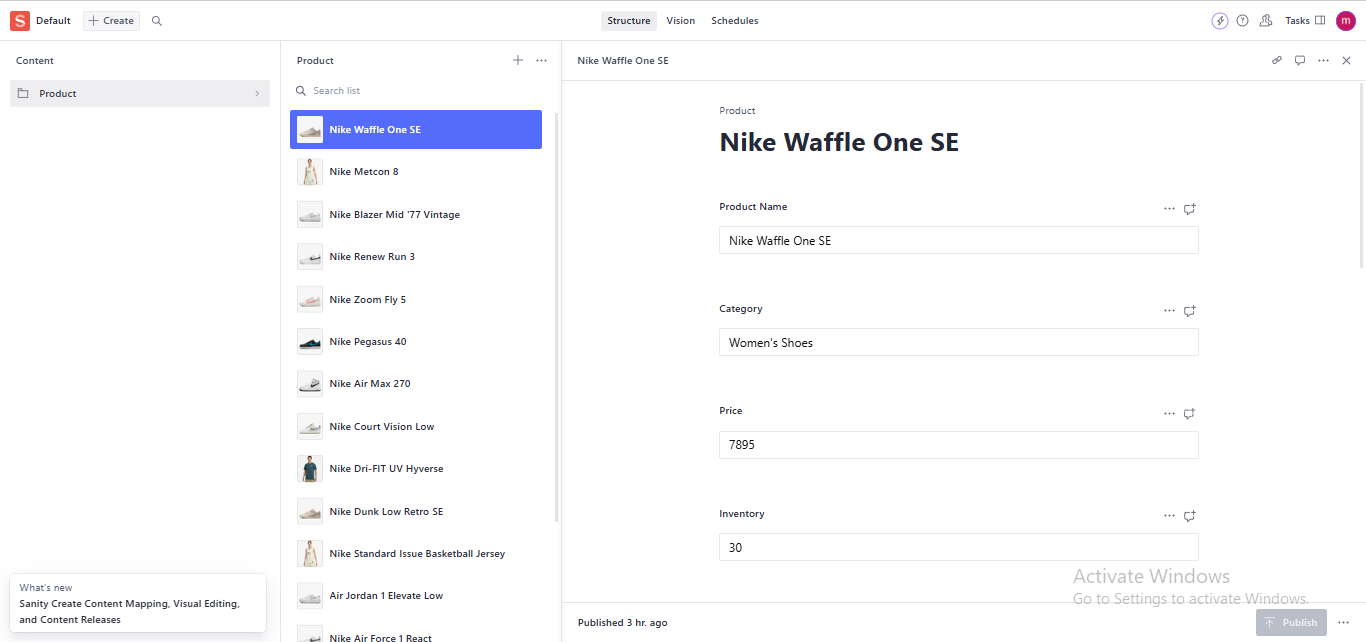 S Default + Create Structure Vision Schedules Tasks m
Content
Product
What's new
Sanity Create Content Mapping, Visual Editing,
and Content Releases
Product
Search list
Nike Waffle One SE
Nike Metcon 8
Nike Blazer Mid '77 Vintage
Nike Renew Run 3
Nike Zoom Fly 5
Nike Pegasus 40
Nike Air Max 270
Nike Court Vision Low
Nike Dri-FIT UV Hyverse
Nike Dunk Low Retro SE
Nike Standard Issue Basketball Jersey
Air Jordan 1 Elevate Low
Nike Air Force 1 React
Nike Waffle One SE
Product
Nike Waffle One SE
Product Name
Nike Waffle One SE
Category
Women's Shoes
Price
7895
Inventory
30
Activate Windows
Go to Settings to activate Windows.
Published 3 hr. ago
Publish